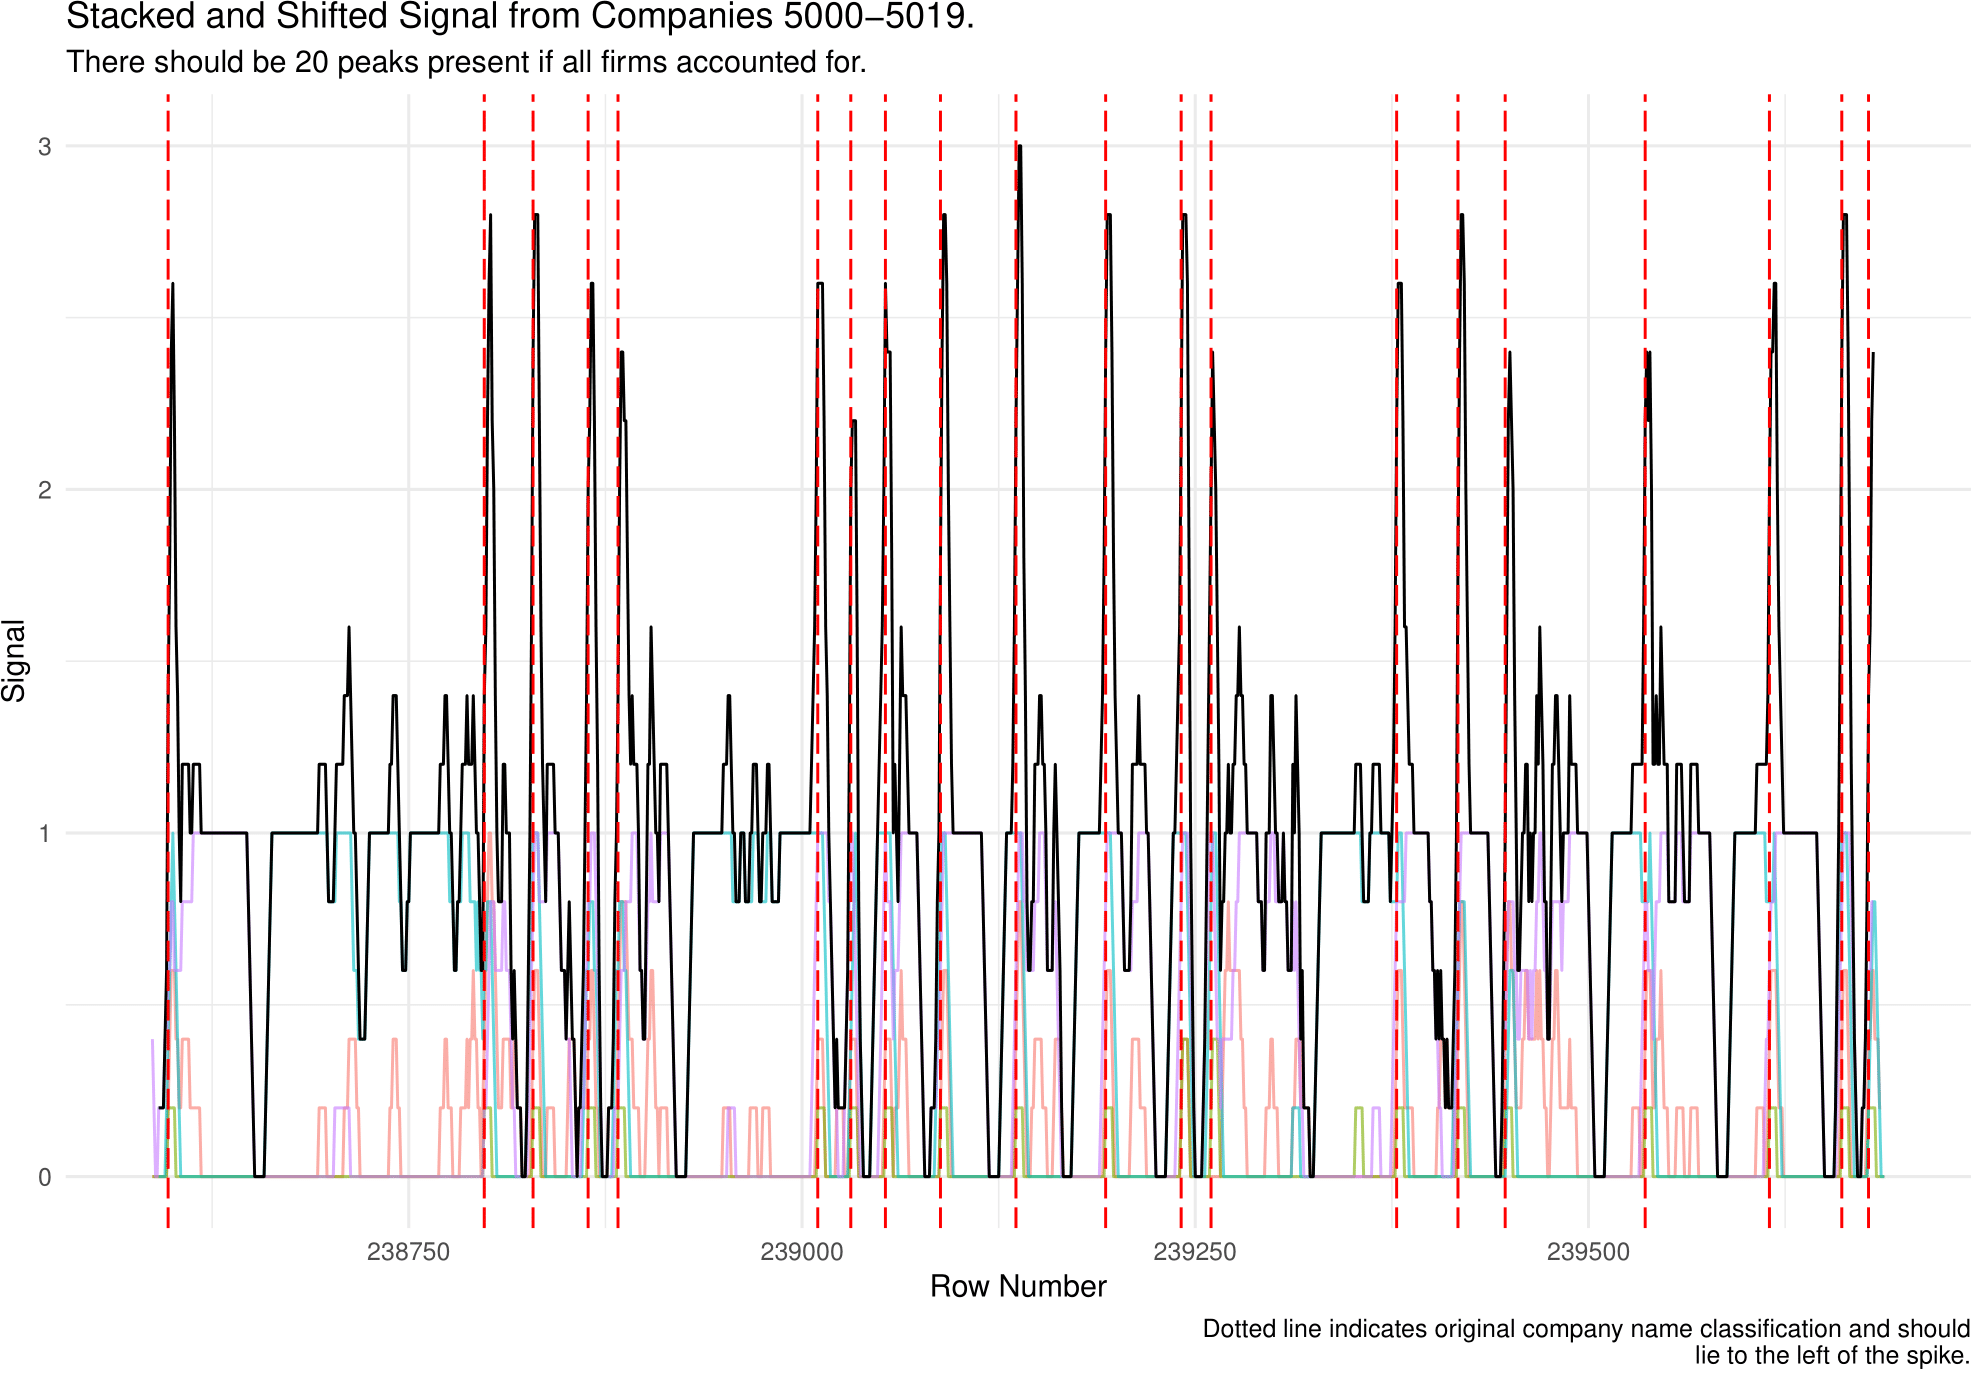 Stacked and Shifted Signal from Companies 5000−5019.
There should be 20 peaks present if all firms accounted for.
3
2
1
0
Signal
238750 239000 239250 239500
Row Number
Dotted line indicates original company name classification and should
lie to the left of the spike.